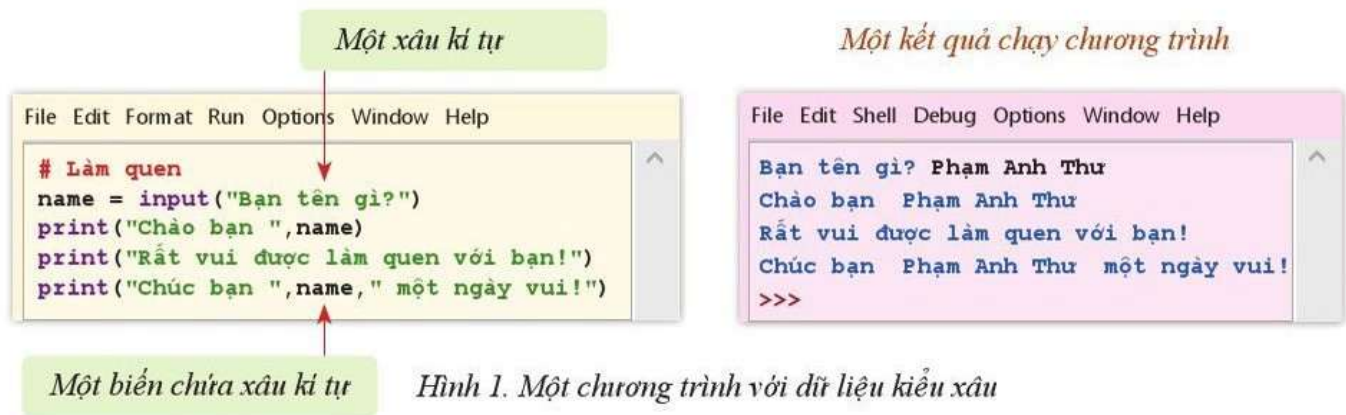 Một xâu kí tự
Một kết quả chạy chương trình
File Edit Format Run Options Window Help
# Làm quen
name = input("Bạn tên gì?")
print("Chào bạn ",name)
print("Rất vui được làm quen với bạn!")
print("Chúc bạn ",name," một ngày vui!")
File Edit Shell Debug Options Window Help
Bạn tên gì? Phạm Anh Thư
Chào bạn  Phạm Anh Thư
Rất vui được làm quen với bạn!
Chúc bạn  Phạm Anh Thư  một ngày vui!
>>>
Một biến chứa xâu kí tự
Hình 1. Một chương trình với dữ liệu kiểu xâu